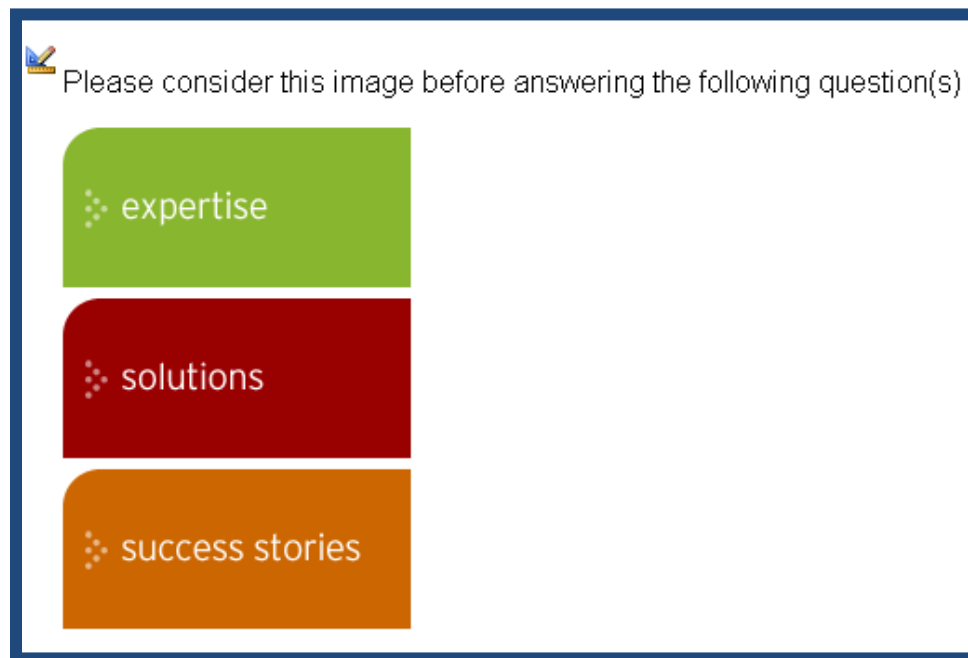 Please consider this image before answering the following question(s)
expertise
solutions
success stories